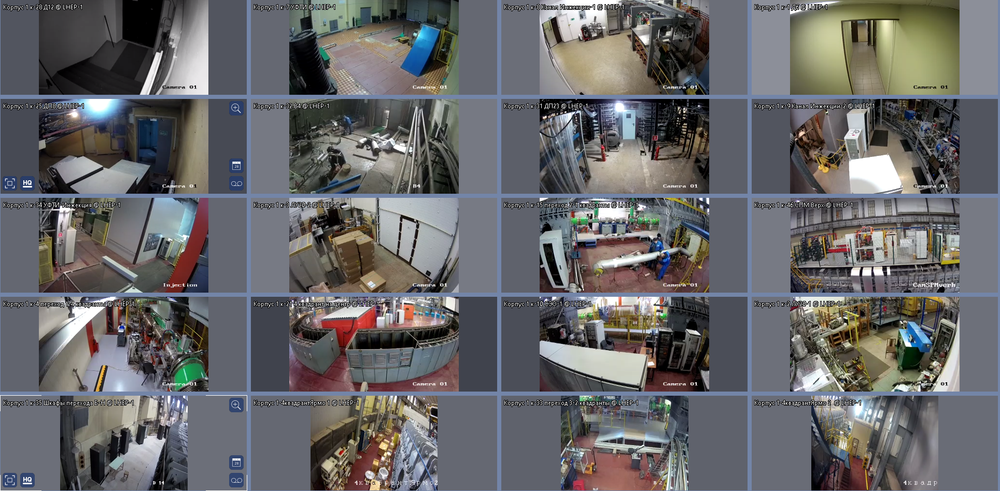 Корпус 1 к-28 Д12 @ LHEP-1
Camera 01
Корпус 1 к-7 УФТИ @ LHEP-1
Camera 01
Корпус 1 к-8 Канал Инжекции-1 @ LHEP-1
Camera 01
Корпус 1 к-1 Д6 @ LHEP-1
Camera 01
Корпус 1 к-25 ДП8 @ LHEP-1
28
HQ
Camera 01
Корпус 1 к-32 В4 @ LHEP-1
B4
Корпус 1 к-31 ДП23 @ LHEP-1
Camera 01
Корпус 1 к-9 Канал Инжекции-2 @ LHEP-1
Camera 01
Корпус 1 к-34 УФТИ-Инжекция @ LHEP-1
Injection
Корпус 1 к-3 ЛУ20-2 @ LHEP-1
Camera 01
Корпус 1 к-15 переход 2-1 квадранты @ LHEP-1
Camera 01
Корпус 1 к-46 СПМ Верх @ LHEP-1
CamSPMverh
Корпус 1 к-4 переход 1-4 квадранты @ LHEP-1
Camera 01
Корпус 1 к-21 4 квадрант на центр @ LHEP-1
Camera 01
Корпус 1 к-10 СЭО-1 @ LHEP-1
Camera 01
Корпус 1 к-2 ЛУ20-1 @ LHEP-1
Camera 01
Корпус 1 к-35 Шкафы перехода Б-Н @ LHEP-1
28
HQ
D 14
Корпус 1-4квадрантЯрмо 1 @ LHEP-1
4квадрантЯрмо2
Корпус 1 к-33 переход 3-2 квадранты @ LHEP-1
B 2
Корпус 1-4квадрантЯрмо 2 @ LHEP-1
4квадр